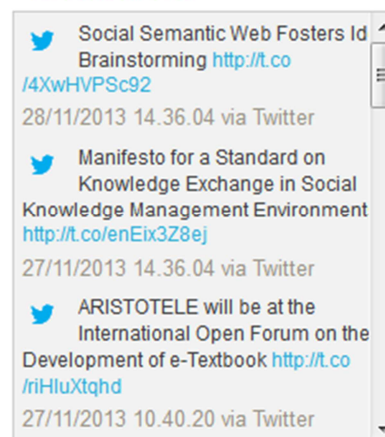 Social Semantic Web Fosters Id
Brainstorming http://t.co
/4XwHVPSc92
28/11/2013 14.36.04 via Twitter
Manifesto for a Standard on
Knowledge Exchange in Social
Knowledge Management Environment
http://t.co/enEix3Z8ej
27/11/2013 14.36.04 via Twitter
ARISTOTELE will be at the
International Open Forum on the
Development of e-Textbook http://t.co
/riHIuXtqhd
27/11/2013 10.40.20 via Twitter